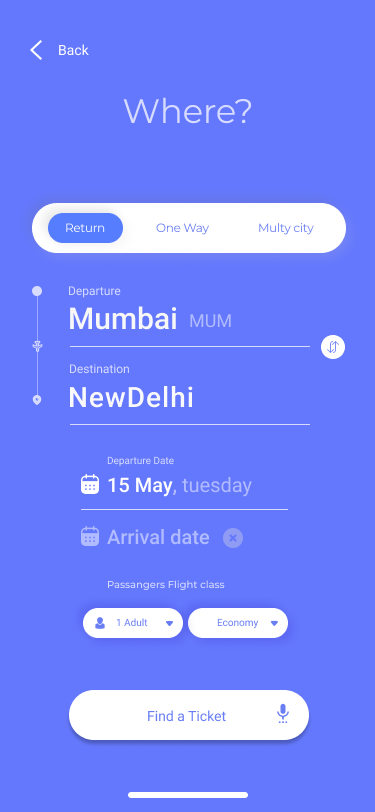 Back
Where?
Return One Way Multy city
Departure
Mumbai MUM
Destination
NewDelhi
Departure Date
15 May, tuesday
Arrival date
Passangers Flight class
1 Adult Economy
Find a Ticket